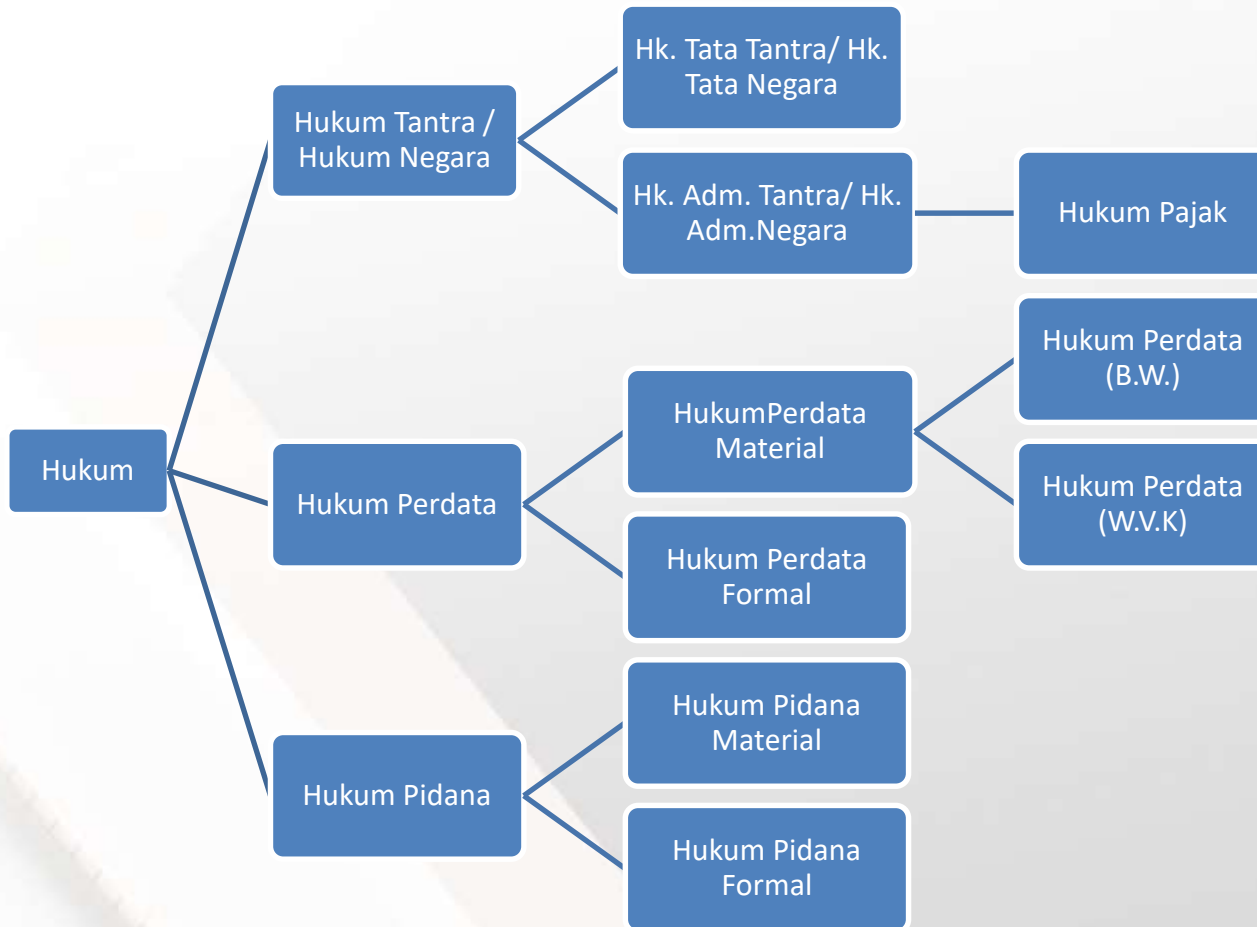 Hukum
Hukum Tantra /
Hukum Negara
Hk. Tata Tantra/ Hk.
Tata Negara
Hk. Adm. Tantra/ Hk.
Adm.Negara
Hukum Pajak
Hukum Perdata
HukumPerdata
Material
Hukum Perdata
(B.W.)
Hukum Perdata
(W.V.K)
Hukum Perdata
Formal
Hukum Pidana
Hukum Pidana
Material
Hukum Pidana
Formal